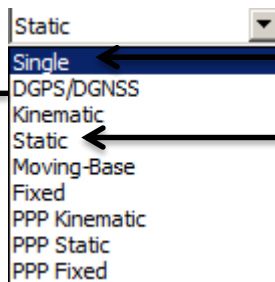 Static
Single
DGPS/DGNSS
Kinematic
Static
Moving-Base
Fixed
PPP Kinematic
PPP Static
PPP Fixed